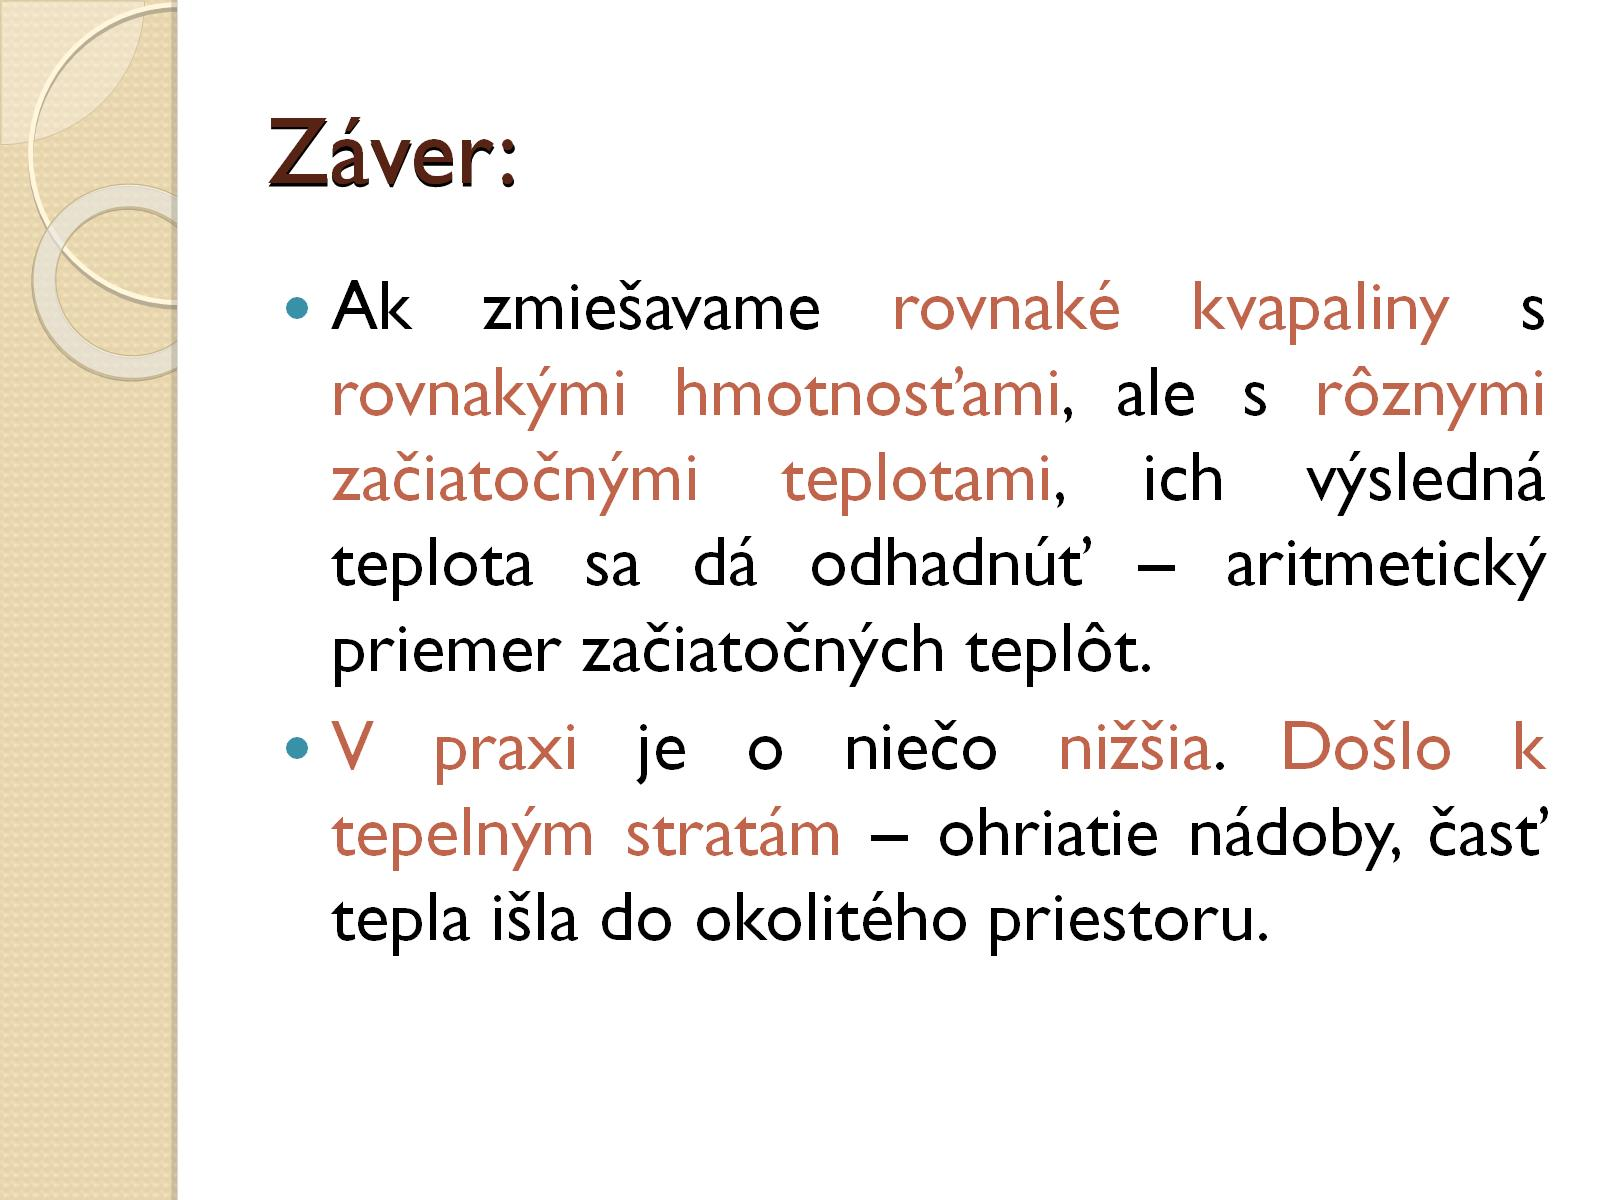 Záver:
Ak zmiešavame rovnaké kvapaliny s
rovnakými hmotnosťami, ale s rôznymi
začiatočnými teplotami, ich výsledná
teplota sa dá odhadnúť – aritmetický
priemer začiatočných teplôt.
V praxi je o niečo nižšia. Došlo k
tepelným stratám – ohriatie nádoby, časť
tepla išla do okolitého priestoru.